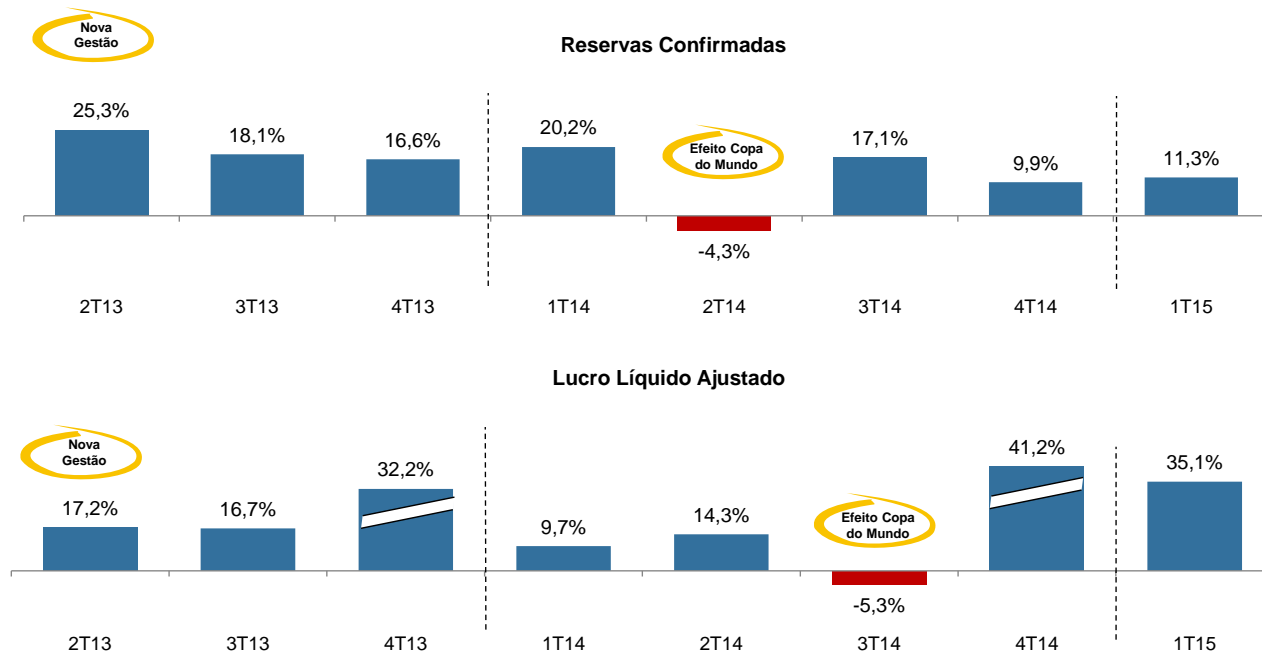 Nova
Gestão
Reservas Confirmadas
25,3%
18,1%
16,6%
20,2%
Efeito Copa
do Mundo
17,1%
9,9%
11,3%
-4,3%
2T13
3T13
4T13
1T14
2T14
3T14
4T14
1T15
Lucro Líquido Ajustado
Nova
Gestão
17,2%
16,7%
32,2%
9,7%
14,3%
Efeito Copa
do Mundo
41,2%
35,1%
-5,3%
2T13
3T13
4T13
1T14
2T14
3T14
4T14
1T15